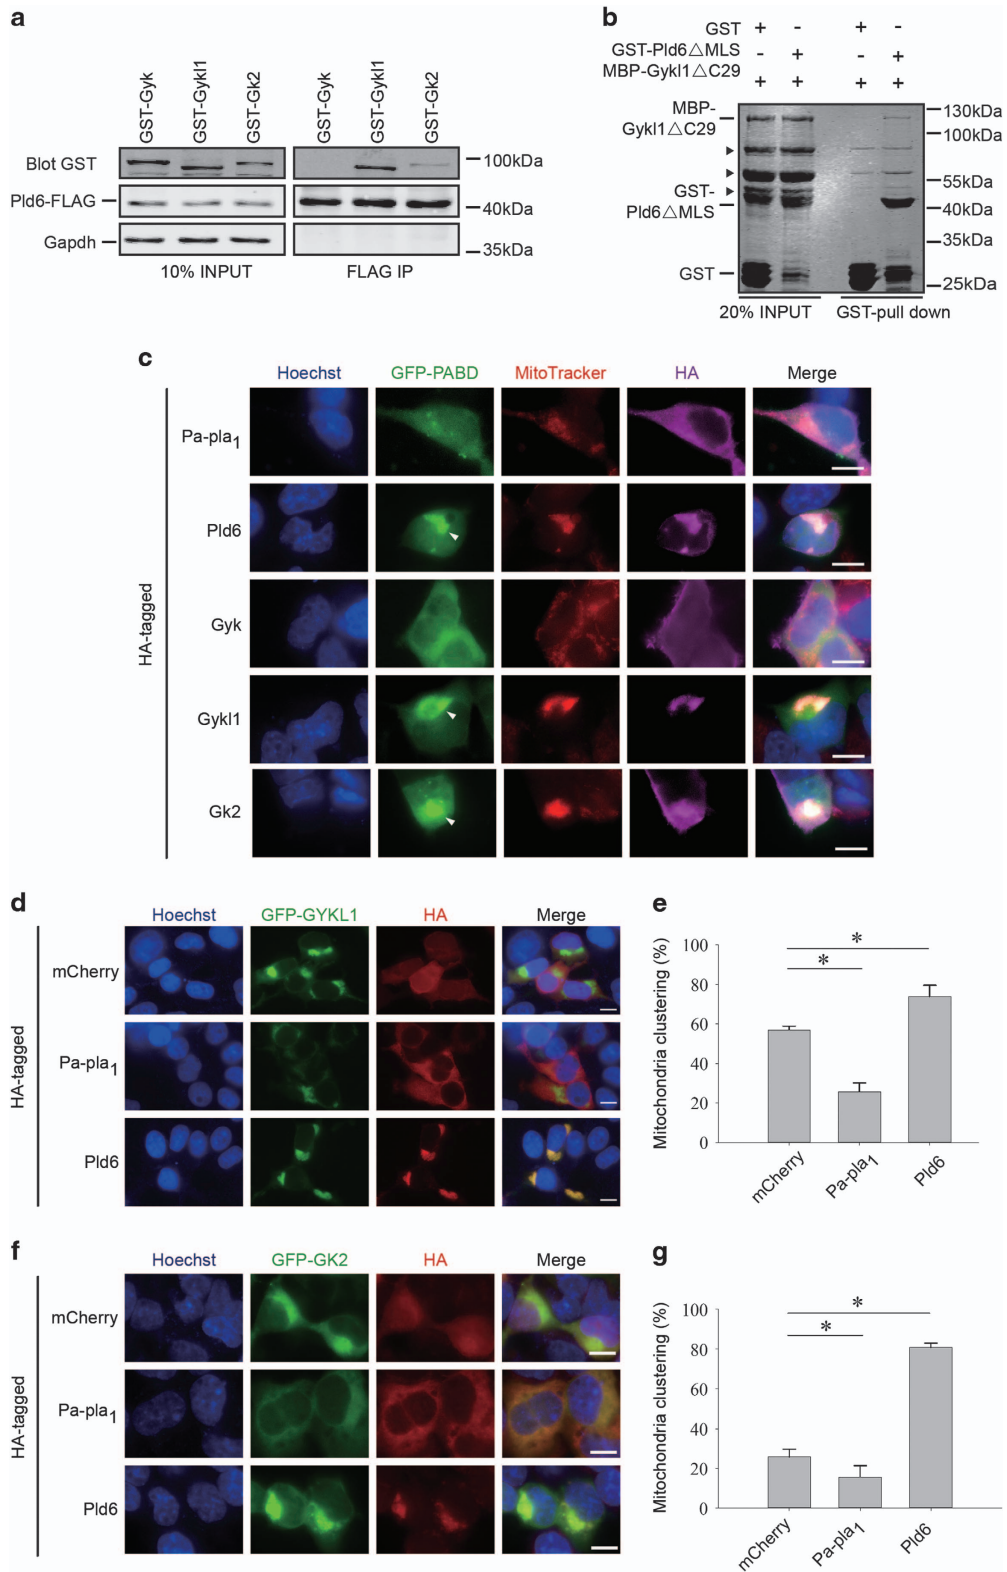 a
GST-Gyk
GST-Gykl1
GST-Gk2
GST-Gyk
GST-Gykl1
GST-Gk2
Blot GST
100kDa
Pld6-FLAG
40kDa
Gapdh
35kDa
10% INPUT
FLAG IP
b
GST + - + -
GST-Pld6△MLS - + - +
MBP-Gykl1△C29 + + + +
MBP-
Gykl1△C29
130kDa
100kDa
55kDa
GST-
Pld6△MLS
40kDa
35kDa
GST
25kDa
20% INPUT
GST-pull down
c
Hoechst GFP-PABD MitoTracker HA Merge
HA-tagged
Pa-pla1
Pld6
Gyk
Gykl1
Gk2
d
Hoechst GFP-GYKL1 HA Merge
HA-tagged
mCherry
Pa-pla1
Pld6
e
Mitochondria clustering (%)
100
80
60
40
20
0
*
*
mCherry
Pa-pla1
Pld6
f
Hoechst GFP-GK2 HA Merge
HA-tagged
mCherry
Pa-pla1
Pld6
g
Mitochondria clustering (%)
100
80
60
40
20
0
*
*
mCherry
Pa-pla1
Pld6